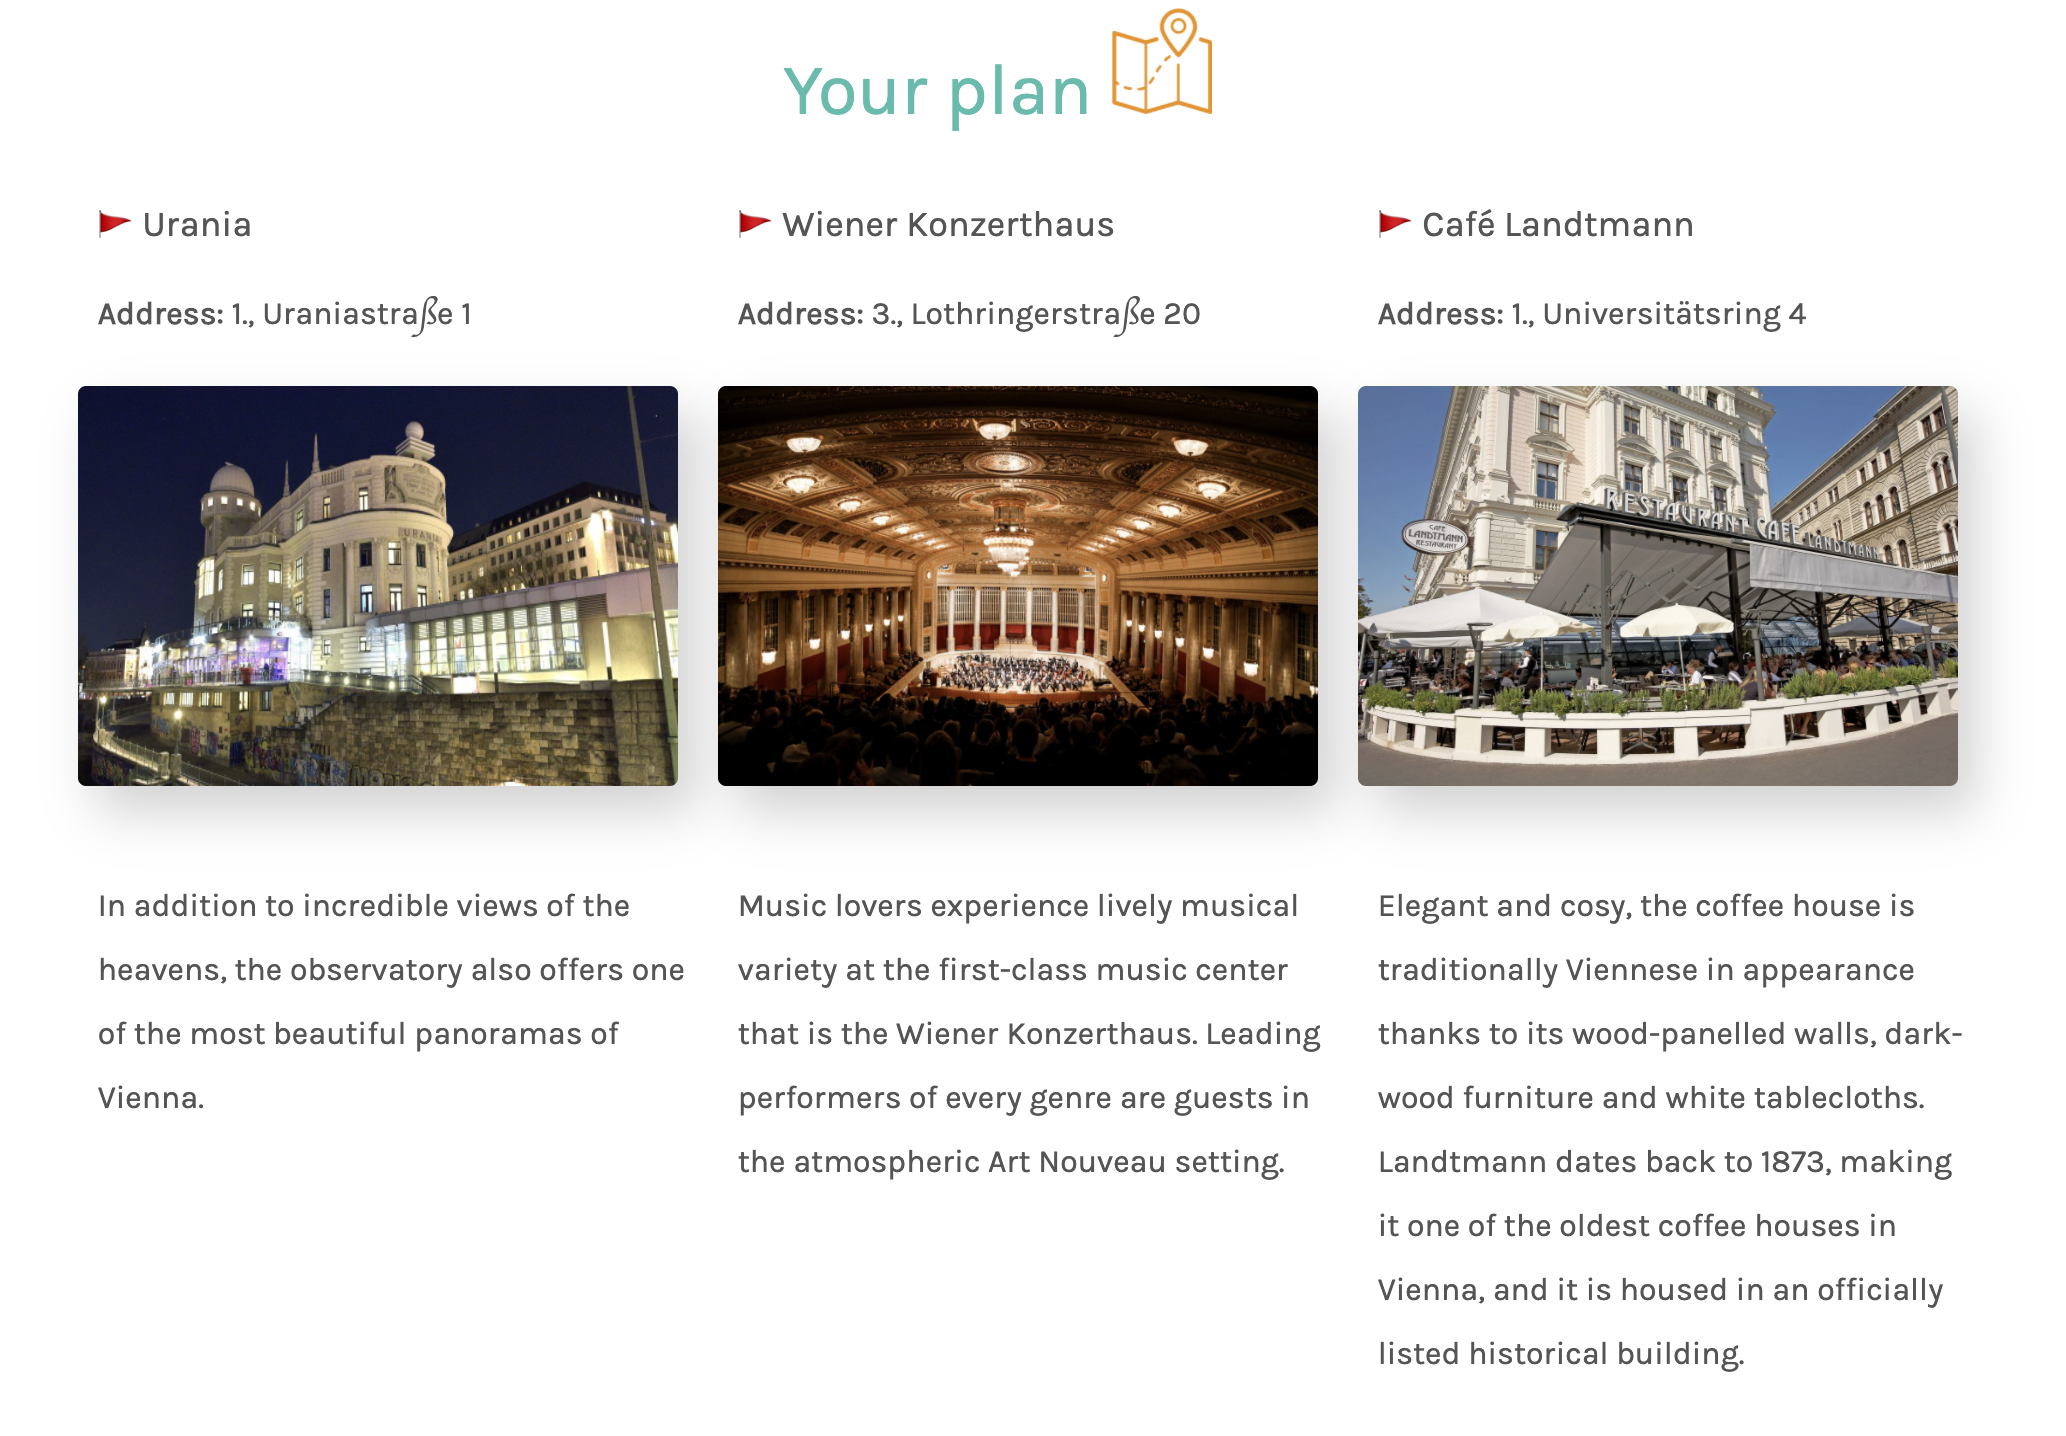 Your plan
Urania
Address: 1., Uraniastraße 1
URANIA
In addition to incredible views of the
heavens, the observatory also offers one
of the most beautiful panoramas of
Vienna.
Wiener Konzerthaus
Address: 3., Lothringerstraße 20
Music lovers experience lively musical
variety at the first-class music center
that is the Wiener Konzerthaus. Leading
performers of every genre are guests in
the atmospheric Art Nouveau setting.
Café Landtmann
Address: 1., Universitätsring 4
RESTAURANT CAFE LANDTMANN
CAFE
LANDTMANN
RESTAURANT
Elegant and cosy, the coffee house is
traditionally Viennese in appearance
thanks to its wood-panelled walls, dark-
wood furniture and white tablecloths.
Landtmann dates back to 1873, making
it one of the oldest coffee houses in
Vienna, and it is housed in an officially
listed historical building.